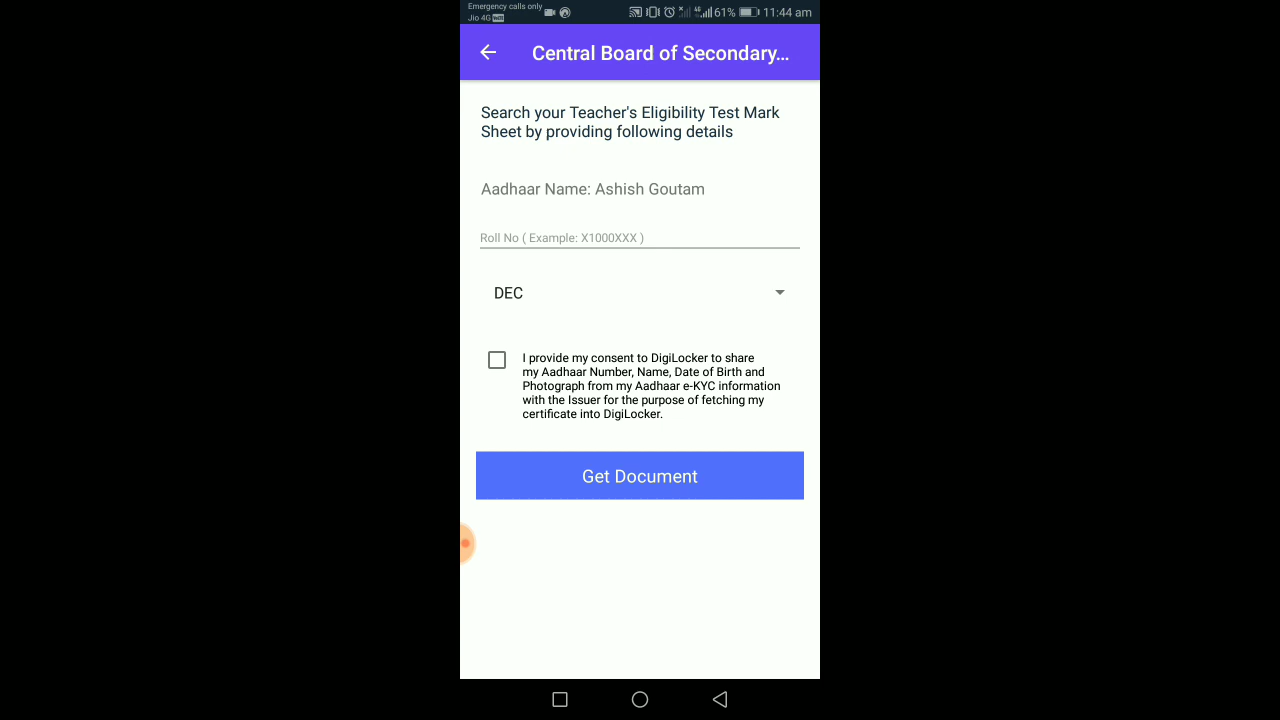 Emergency calls only
Jio 4G VoLTE 4G 61% 11:44 am
Central Board of Secondary...
Search your Teacher's Eligibility Test Mark
Sheet by providing following details
Aadhaar Name: Ashish Goutam
Roll No ( Example: X1000XXX )
DEC
I provide my consent to DigiLocker to share
my Aadhaar Number, Name, Date of Birth and
Photograph from my Aadhaar e-KYC information
with the Issuer for the purpose of fetching my
certificate into DigiLocker.
Get Document